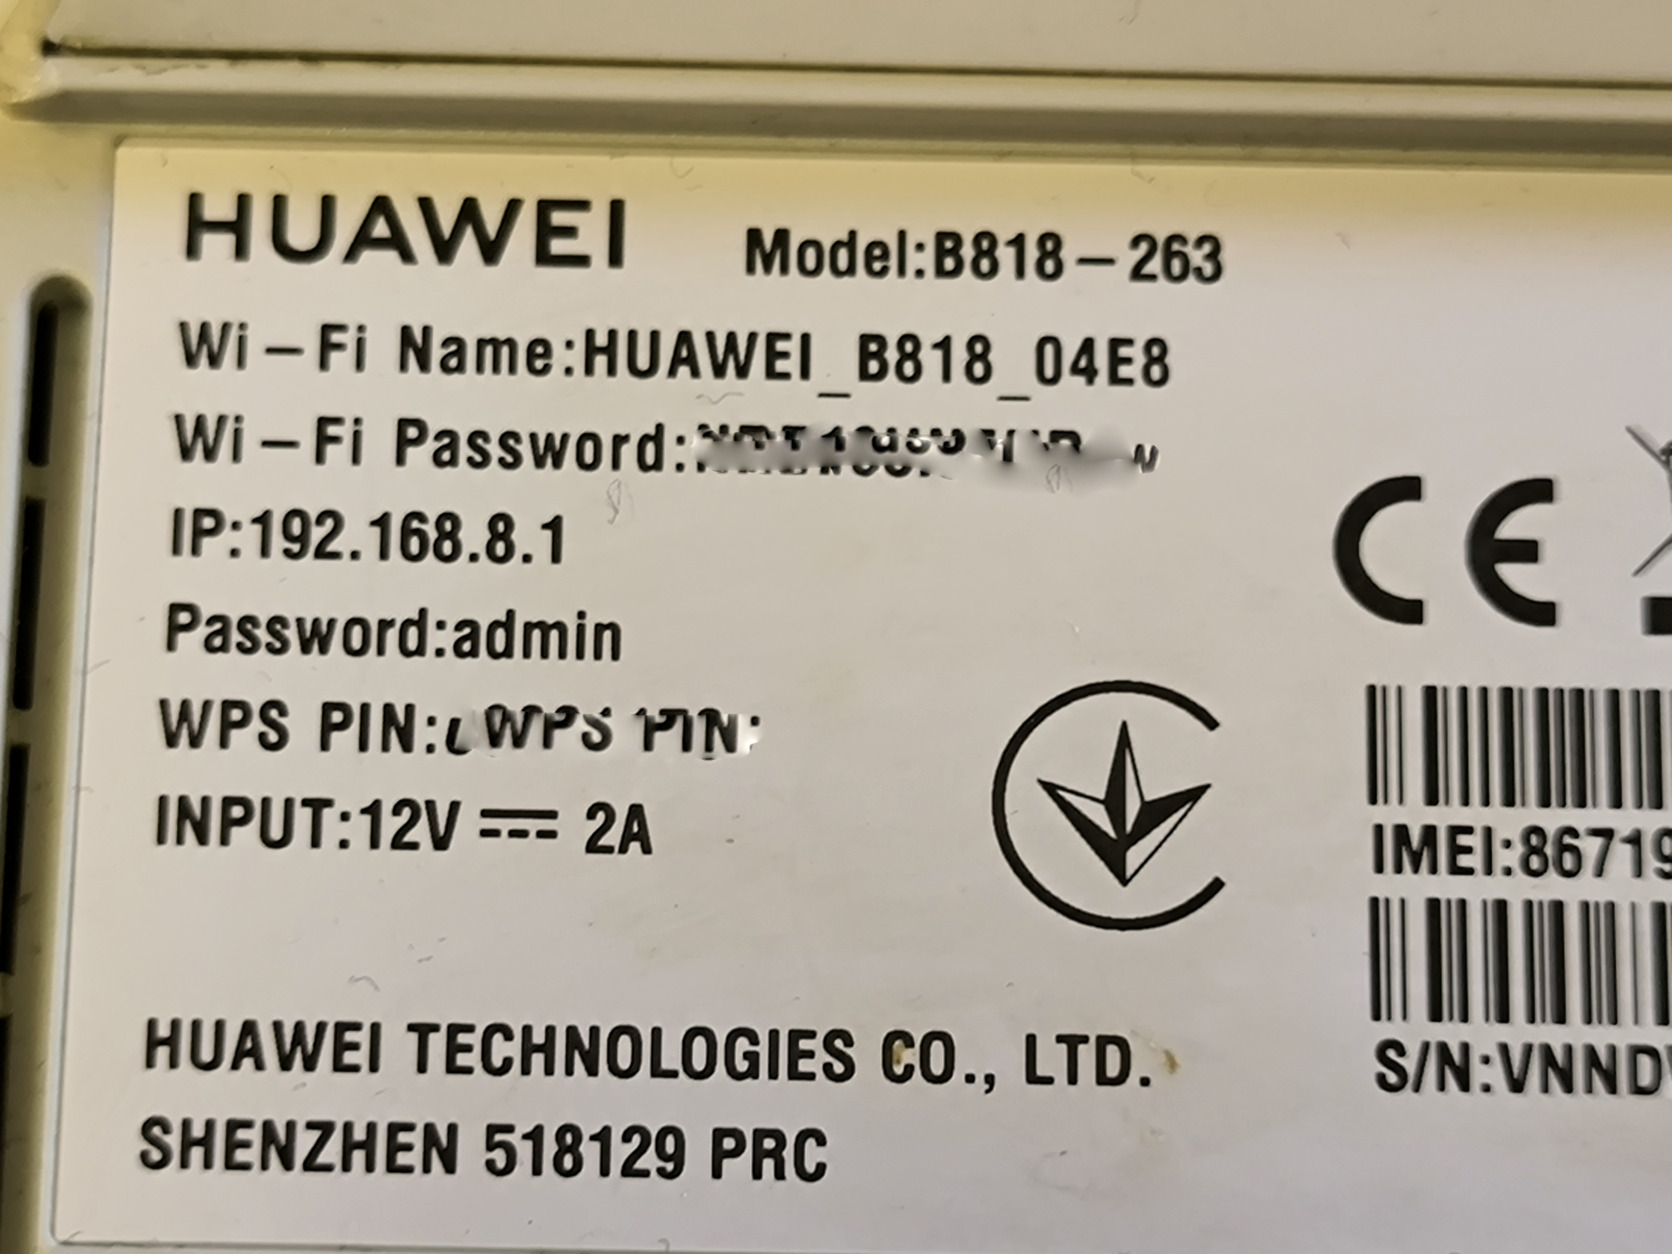 HUAWEI Model:B818-263
Wi-Fi Name:HUAWEI_B818_04E8
Wi-Fi Password:
IP:192.168.8.1
Password:admin
WPS PIN:
INPUT:12V ⎓ 2A
CE
IMEI:86719
HUAWEI TECHNOLOGIES CO., LTD.
S/N:VNND
SHENZHEN 518129 PRC